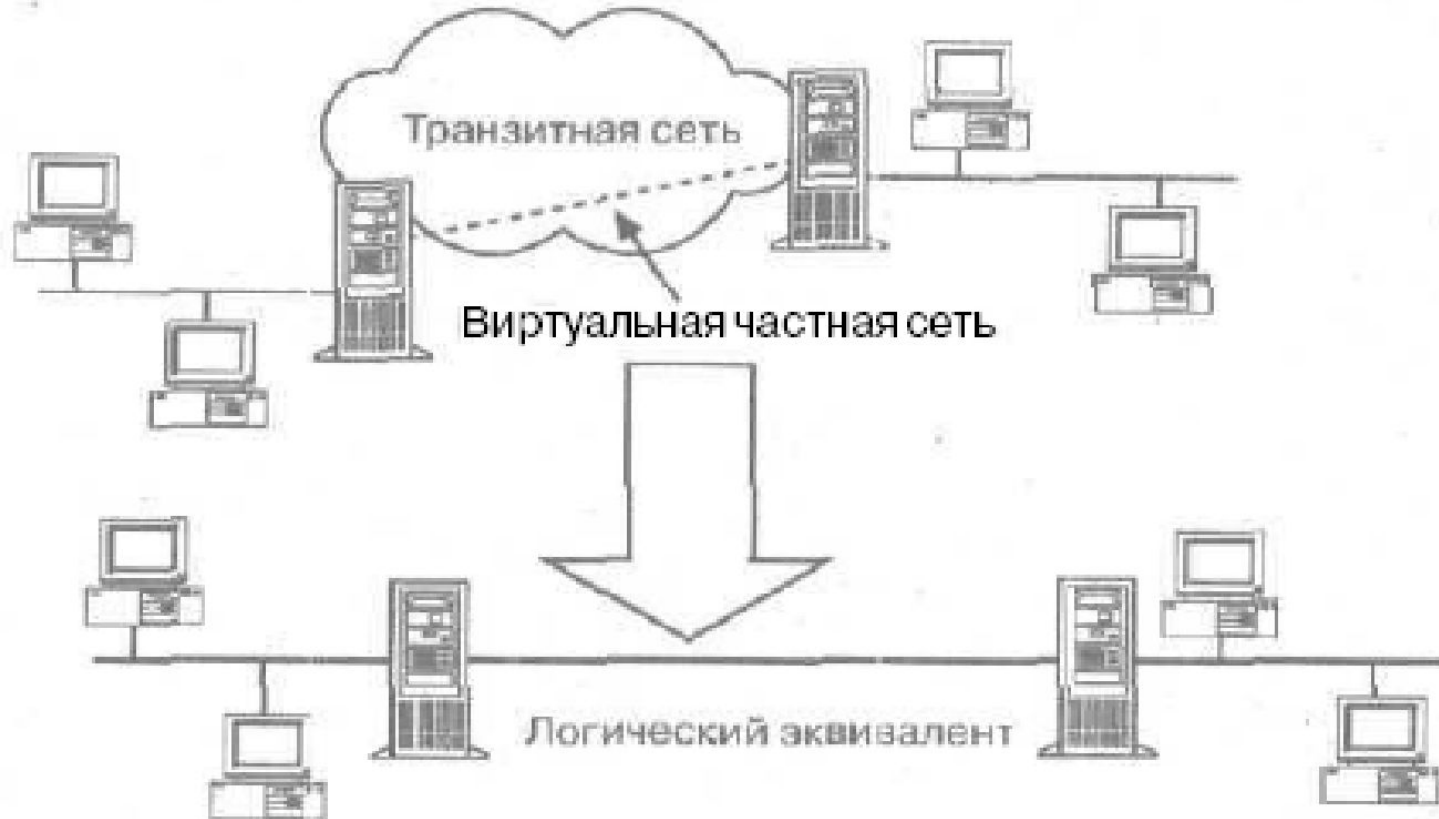 Транзитная сеть
Виртуальная частная сеть
Логический эквивалент